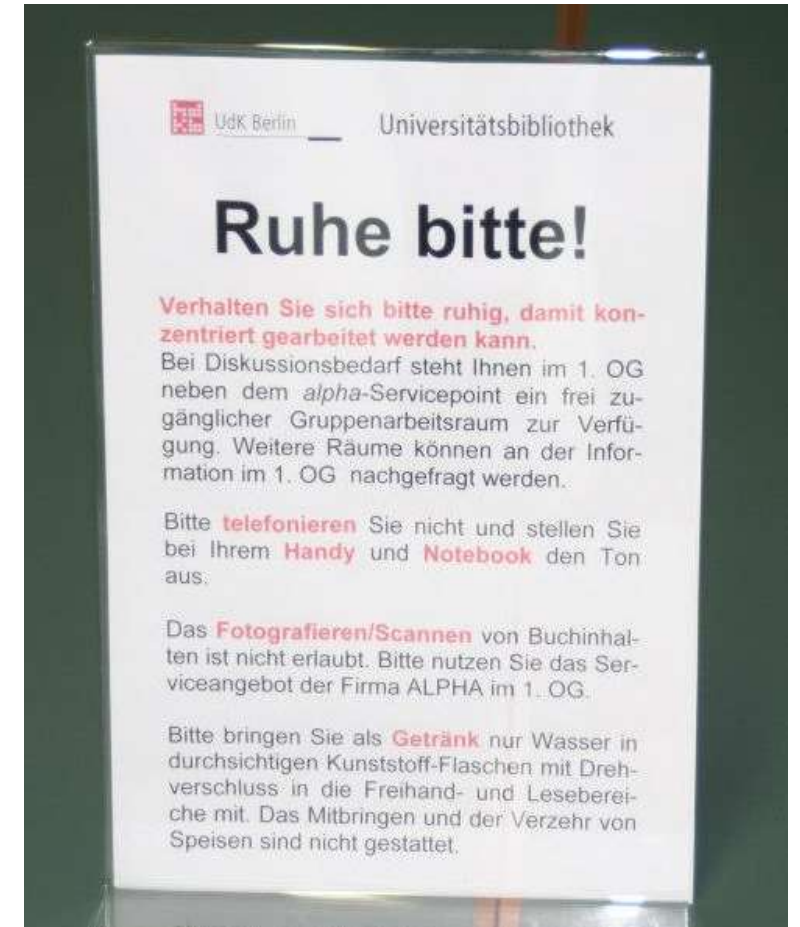 UdK Berlin Universitätsbibliothek
Ruhe bitte!
Verhalten Sie sich bitte ruhig, damit kon-
zentriert gearbeitet werden kann.
Bei Diskussionsbedarf steht Ihnen im 1. OG
neben dem alpha-Servicepoint ein frei zu-
gänglicher Gruppenarbeitsraum zur Verfü-
gung. Weitere Räume können an der Infor-
mation im 1. OG nachgefragt werden.
Bitte telefonieren Sie nicht und stellen Sie
bei Ihrem Handy und Notebook den Ton
aus.
Das Fotografieren/Scannen von Buchinhal-
ten ist nicht erlaubt. Bitte nutzen Sie das Ser-
viceangebot der Firma ALPHA im 1. OG.
Bitte bringen Sie als Getränk nur Wasser in
durchsichtigen Kunststoff-Flaschen mit Dreh-
verschluss in die Freihand- und Leseberei-
che mit. Das Mitbringen und der Verzehr von
Speisen sind nicht gestattet.